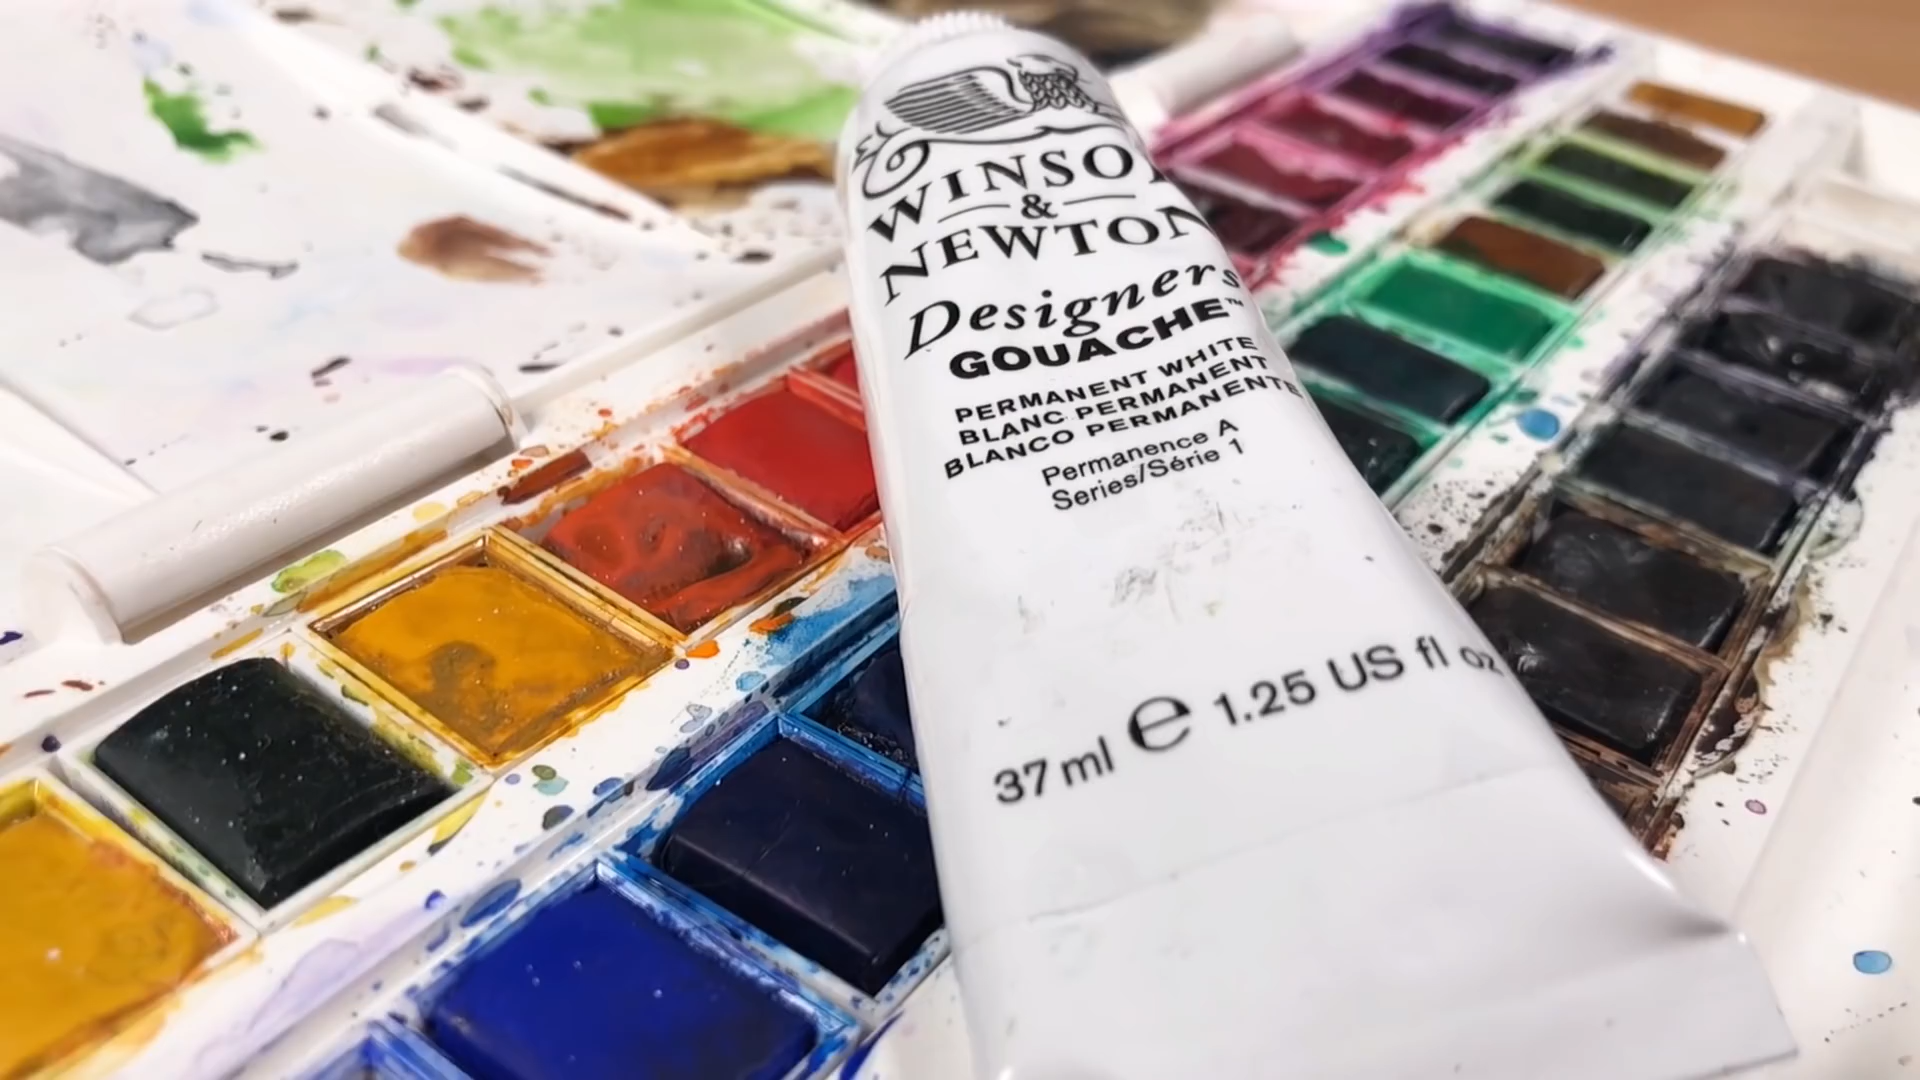 WINSOR
&
NEWTON
Designers
GOUACHE™
PERMANENT WHITE
BLANC PERMANENT
BLANCO PERMANENTE
Permanence A
Series/Série 1
37 ml e 1.25 US fl oz